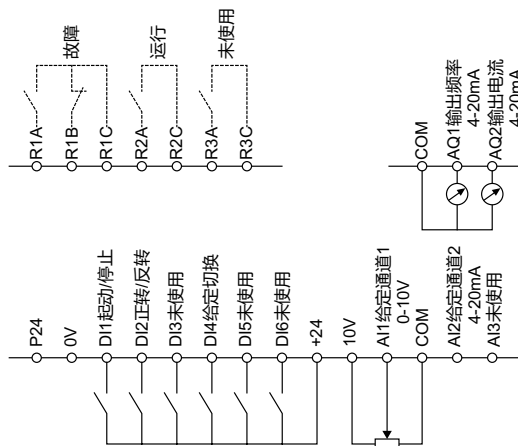 R1A
R1B
R1C
故障
R2A
R2C
运行
R3A
R3C
未使用
COM
AQ1输出频率
4-20mA
AQ2输出电流
4-20mA
P24
0V
DI1起动/停止
DI2正转/反转
DI3未使用
DI4给定切换
DI5未使用
DI6未使用
+24
10V
AI1给定通道1
0-10V
COM
AI2给定通道2
4-20mA
AI3未使用